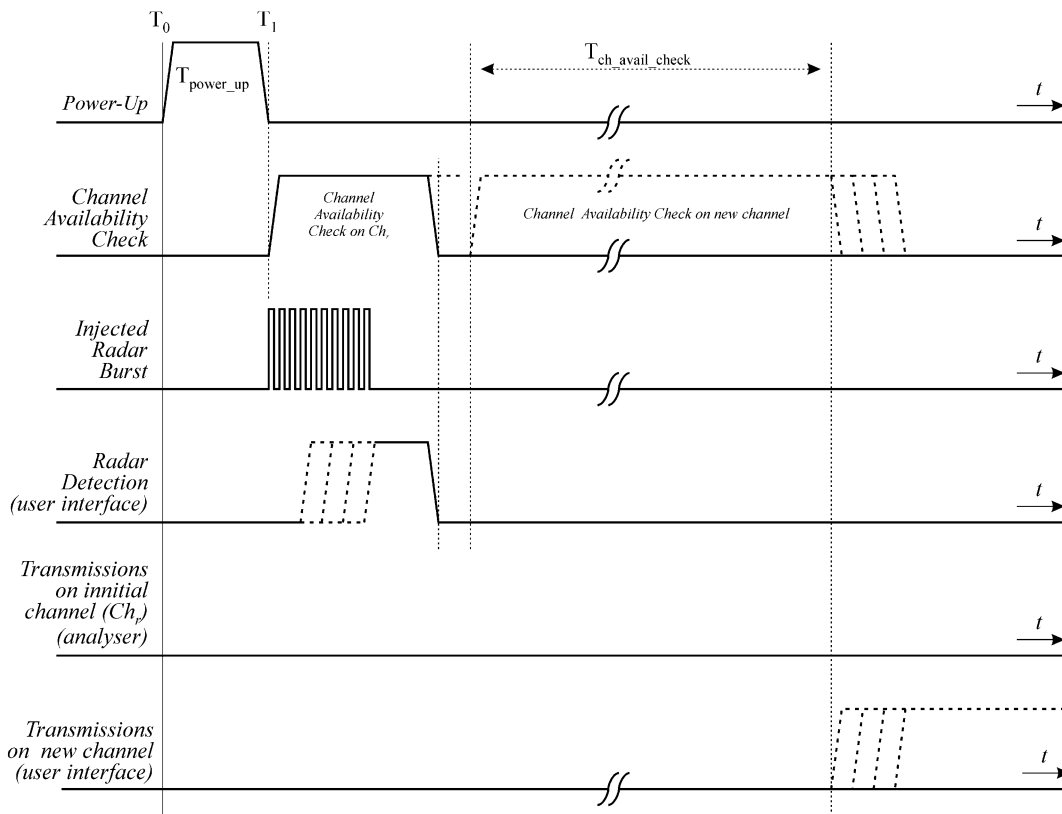 T0
T1
Tpower_up
Tch_avail_check
t
Power-Up
Channel
Availability
Check
Channel
Availability
Check on Chr
Channel Availability Check on new channel
t
Injected
Radar
Burst
t
Radar
Detection
(user interface)
t
Transmissions
on innitial
channel (Chr)
(analyser)
t
Transmissions
on new channel
(user interface)
t